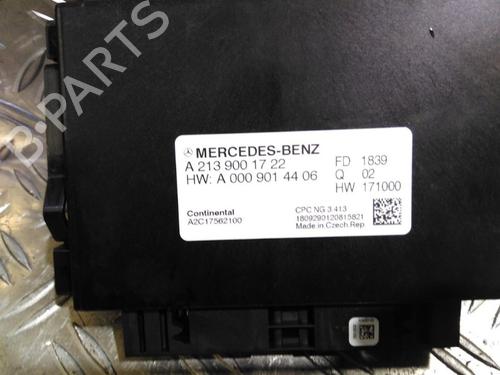 B-PARTS
MERCEDES-BENZ
A 213 900 17 22
HW: A 000 901 44 06
FD 1839
Q 02
HW 171000
Continental
A2C17562100
CPC NG 3.413
1809290120815821
Made in Czech Rep.